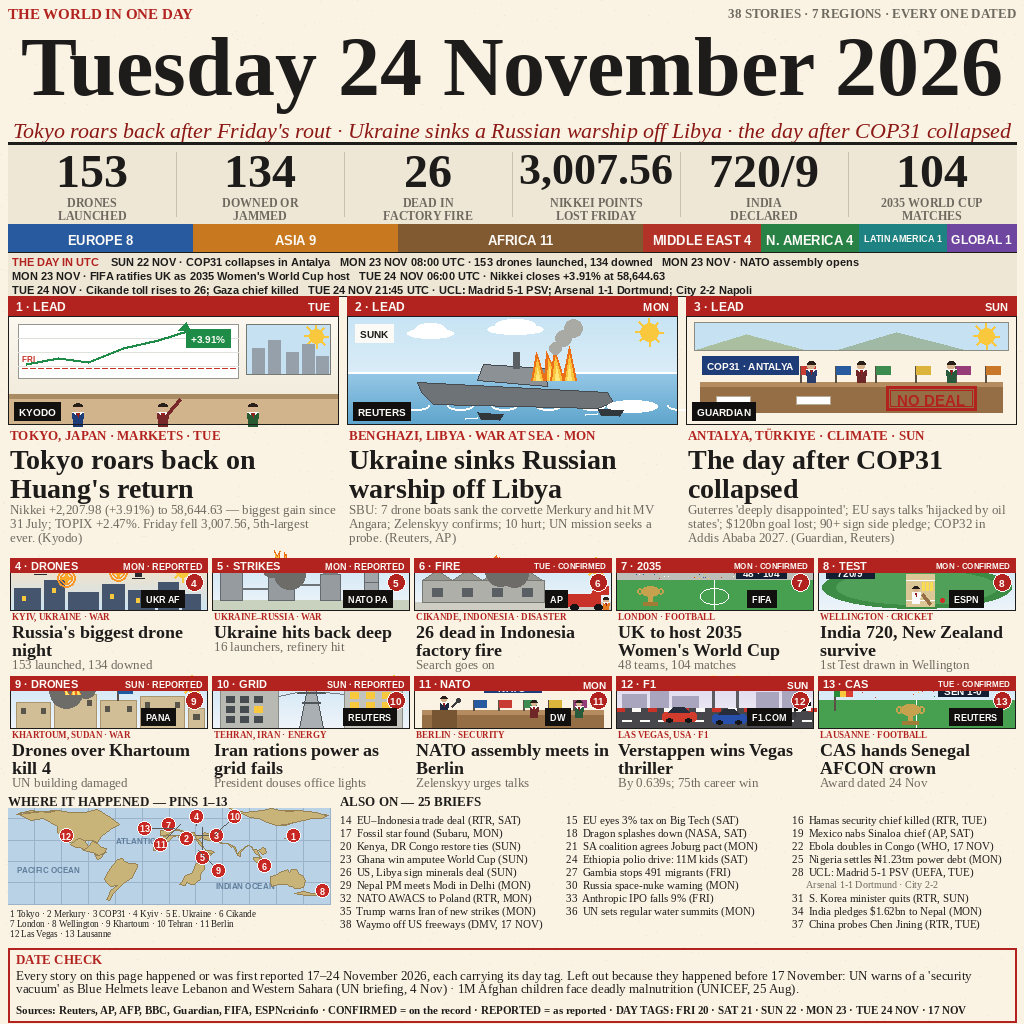 THE WORLD IN ONE DAY
38 STORIES · 7 REGIONS · EVERY ONE DATED
Tuesday 24 November 2026
Tokyo roars back after Friday's rout · Ukraine sinks a Russian warship off Libya · the day after COP31 collapsed
153
DRONES
LAUNCHED
134
DOWNED OR
JAMMED
26
DEAD IN
FACTORY FIRE
3,007.56
NIKKEI POINTS
LOST FRIDAY
720/9
INDIA
DECLARED
104
2035 WORLD CUP
MATCHES
EUROPE 8
ASIA 9
AFRICA 11
MIDDLE EAST 4
N. AMERICA 4
LATIN AMERICA 1
GLOBAL 1
THE DAY IN UTC SUN 22 NOV · COP31 collapses in Antalya MON 23 NOV 08:00 UTC · 153 drones launched, 134 downed MON 23 NOV · NATO assembly opens
MON 23 NOV · FIFA ratifies UK as 2035 Women's World Cup host TUE 24 NOV 06:00 UTC · Nikkei closes +3.91% at 58,644.63
TUE 24 NOV · Cikande toll rises to 26; Gaza chief killed TUE 24 NOV 21:45 UTC · UCL: Madrid 5-1 PSV; Arsenal 1-1 Dortmund; City 2-2 Napoli
1 · LEAD TUE
FRI
+3.91%
KYODO
TOKYO, JAPAN · MARKETS · TUE
Tokyo roars back on
Huang's return
Nikkei +2,207.98 (+3.91%) to 58,644.63 — biggest gain since
31 July; TOPIX +2.47%. Friday fell 3,007.56, 5th-largest
ever. (Kyodo)
2 · LEAD MON
SUNK
REUTERS
BENGHAZI, LIBYA · WAR AT SEA · MON
Ukraine sinks Russian
warship off Libya
SBU: 7 drone boats sank the corvette Merkury and hit MV
Angara; Zelenskyy confirms; 10 hurt; UN mission seeks a
probe. (Reuters, AP)
3 · LEAD SUN
COP31 · ANTALYA
NO DEAL
GUARDIAN
ANTALYA, TÜRKIYE · CLIMATE · SUN
The day after COP31
collapsed
Guterres 'deeply disappointed'; EU says talks 'hijacked by oil
states'; $120bn goal lost; 90+ sign side pledge; COP32 in
Addis Ababa 2027. (Guardian, Reuters)
4 · DRONES MON · REPORTED
4
UKR AF
KYIV, UKRAINE · WAR
Russia's biggest drone
night
153 launched, 134 downed
5 · STRIKES MON · REPORTED
5
NATO PA
UKRAINE–RUSSIA · WAR
Ukraine hits back deep
16 launchers, refinery hit
6 · FIRE TUE · CONFIRMED
6
AP
CIKANDE, INDONESIA · DISASTER
26 dead in Indonesia
factory fire
Search goes on
7 · 2035 MON · CONFIRMED
48 · 104
7
FIFA
LONDON · FOOTBALL
UK to host 2035
Women's World Cup
48 teams, 104 matches
8 · TEST MON · CONFIRMED
720/9
8
ESPN
WELLINGTON · CRICKET
India 720, New Zealand
survive
1st Test drawn in Wellington
9 · DRONES SUN · REPORTED
9
PANA
KHARTOUM, SUDAN · WAR
Drones over Khartoum
kill 4
UN building damaged
10 · GRID SUN · REPORTED
10
REUTERS
TEHRAN, IRAN · ENERGY
Iran rations power as
grid fails
President douses office lights
11 · NATO MON
11
DW
BERLIN · SECURITY
NATO assembly meets in
Berlin
Zelenskyy urges talks
12 · F1 SUN
12
F1.COM
LAS VEGAS, USA · F1
Verstappen wins Vegas
thriller
By 0.639s; 75th career win
13 · CAS TUE · CONFIRMED
SEN 1-0
13
REUTERS
LAUSANNE · FOOTBALL
CAS hands Senegal
AFCON crown
Award dated 24 Nov
WHERE IT HAPPENED — PINS 1–13
PACIFIC OCEAN
INDIAN OCEAN
1
2
3
4
5
6
7
8
9
10
11
12
13
1 Tokyo · 2 Merkury · 3 COP31 · 4 Kyiv · 5 E. Ukraine · 6 Cikande
7 London · 8 Wellington · 9 Khartoum · 10 Tehran · 11 Berlin
12 Las Vegas · 13 Lausanne
ALSO ON — 25 BRIEFS
14 EU–Indonesia trade deal (RTR, SAT)
15 EU eyes 3% tax on Big Tech (SAT)
16 Hamas security chief killed (RTR, TUE)
17 Fossil star found (Subaru, MON)
18 Dragon splashes down (NASA, SAT)
19 Mexico nabs Sinaloa chief (AP, SAT)
20 Kenya, DR Congo restore ties (SUN)
21 SA coalition agrees Joburg pact (MON)
22 Ebola doubles in Congo (WHO, 17 NOV)
23 Ghana win amputee World Cup (SUN)
24 Ethiopia polio drive: 11M kids (SAT)
25 Nigeria settles ₦1.23tm power debt (MON)
26 US, Libya sign minerals deal (SUN)
27 Gambia stops 491 migrants (FRI)
28 UCL: Madrid 5-1 PSV (UEFA, TUE)
Arsenal 1-1 Dortmund · City 2-2
29 Nepal PM meets Modi in Delhi (MON)
30 Russia space-nuke warning (MON)
31 S. Korea minister quits (RTR, SUN)
32 NATO AWACS to Poland (RTR, MON)
33 Anthropic IPO falls 9% (FRI)
34 India pledges $1.62bn to Nepal (MON)
35 Trump warns Iran of new strikes (MON)
36 UN sets regular water summits (MON)
37 China probes Chen Jining (RTR, TUE)
38 Waymo off US freeways (DMV, 17 NOV)
DATE CHECK
Every story on this page happened or was first reported 17–24 November 2026, each carrying its day tag. Left out because they happened before 17 November: UN warns of a 'security
vacuum' as Blue Helmets leave Lebanon and Western Sahara (UN briefing, 4 Nov) · 1M Afghan children face deadly malnutrition (UNICEF, 25 Aug).
Sources: Reuters, AP, AFP, BBC, Guardian, FIFA, ESPNcricinfo · CONFIRMED = on the record · REPORTED = as reported · DAY TAGS: FRI 20 · SAT 21 · SUN 22 · MON 23 · TUE 24 NOV · 17 NOV